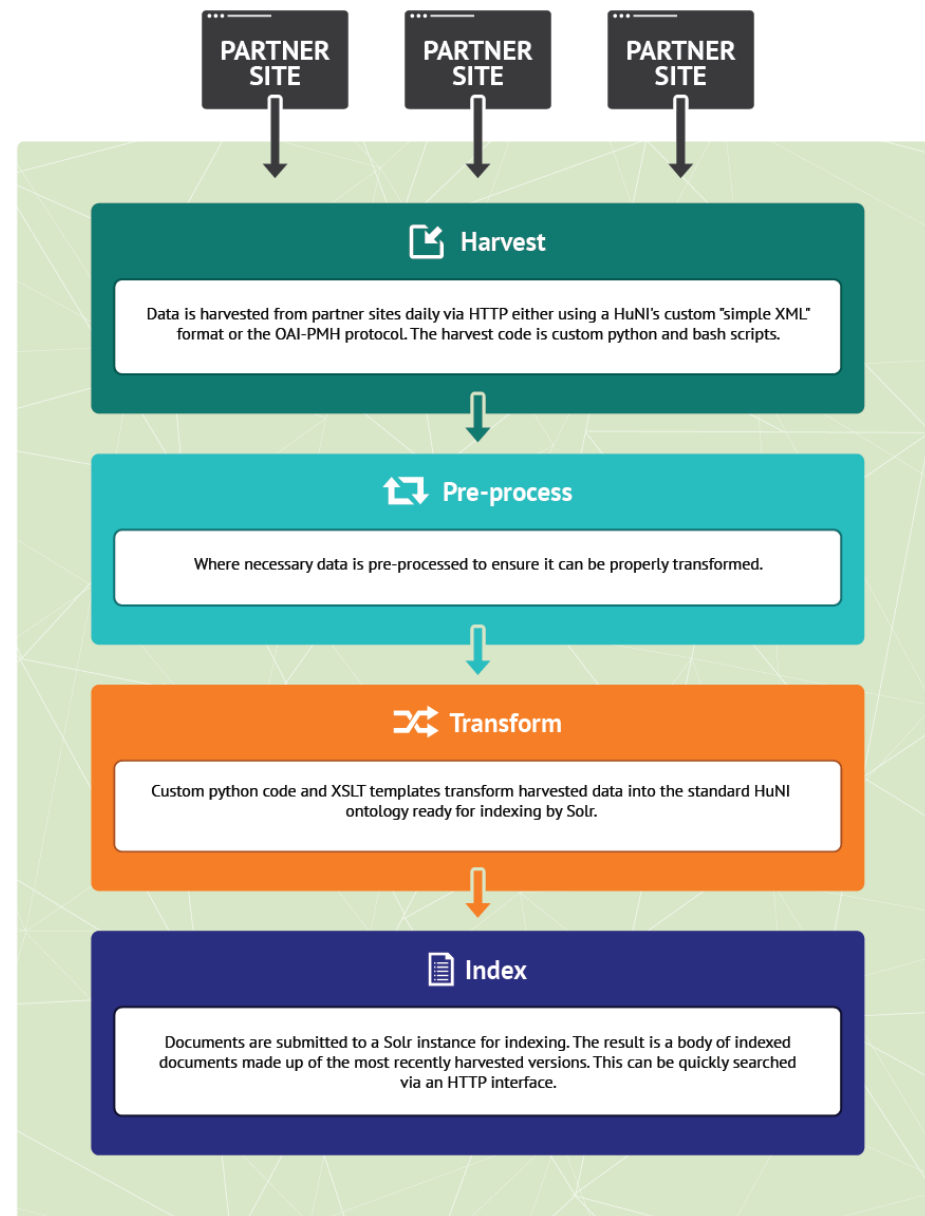 PARTNER
SITE
PARTNER
SITE
PARTNER
SITE
Harvest
Data is harvested from partner sites daily via HTTP either using a HuNI's custom "simple XML"
format or the OAI-PMH protocol. The harvest code is custom python and bash scripts.
Pre-process
Where necessary data is pre-processed to ensure it can be properly transformed.
Transform
Custom python code and XSLT templates transform harvested data into the standard HuNI
ontology ready for indexing by Solr.
Index
Documents are submitted to a Solr instance for indexing. The result is a body of indexed
documents made up of the most recently harvested versions. This can be quickly searched
via an HTTP interface.